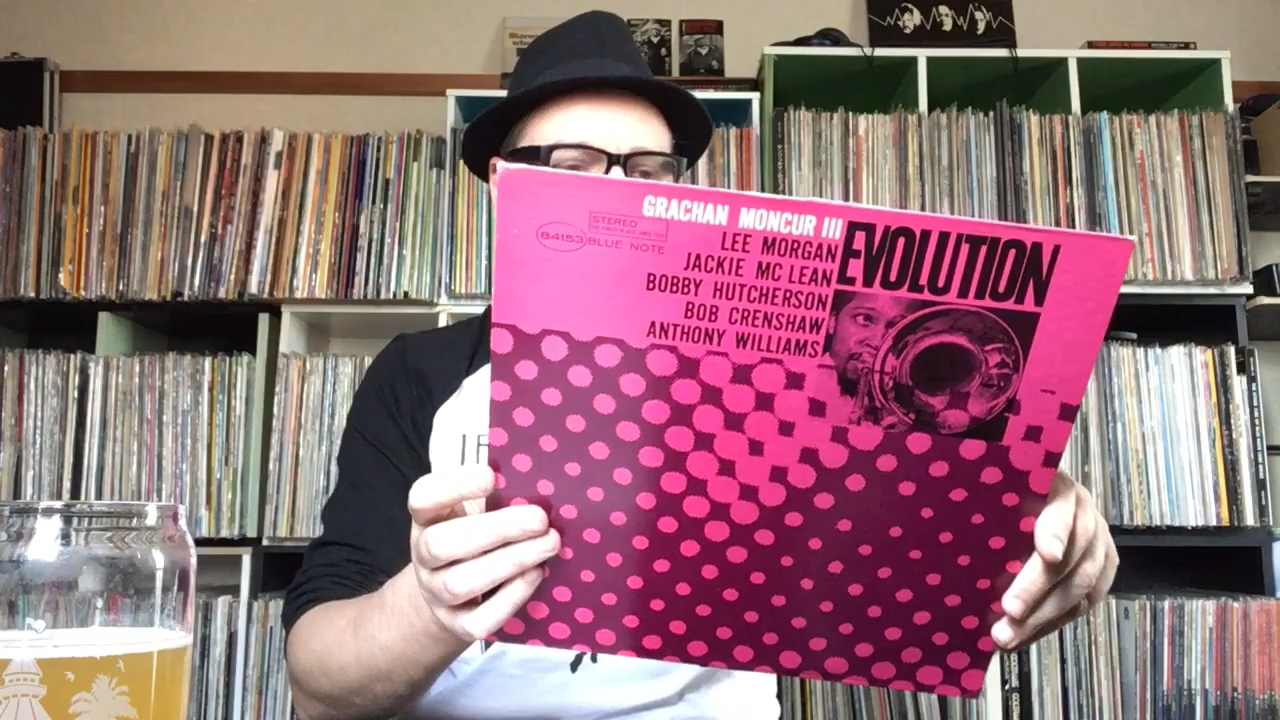 GRACHAN MONCUR III
EVOLUTION
STEREO
84153 BLUE NOTE
LEE MORGAN
JACKIE MC LEAN
BOBBY HUTCHERSON
BOB CRENSHAW
ANTHONY WILLIAMS